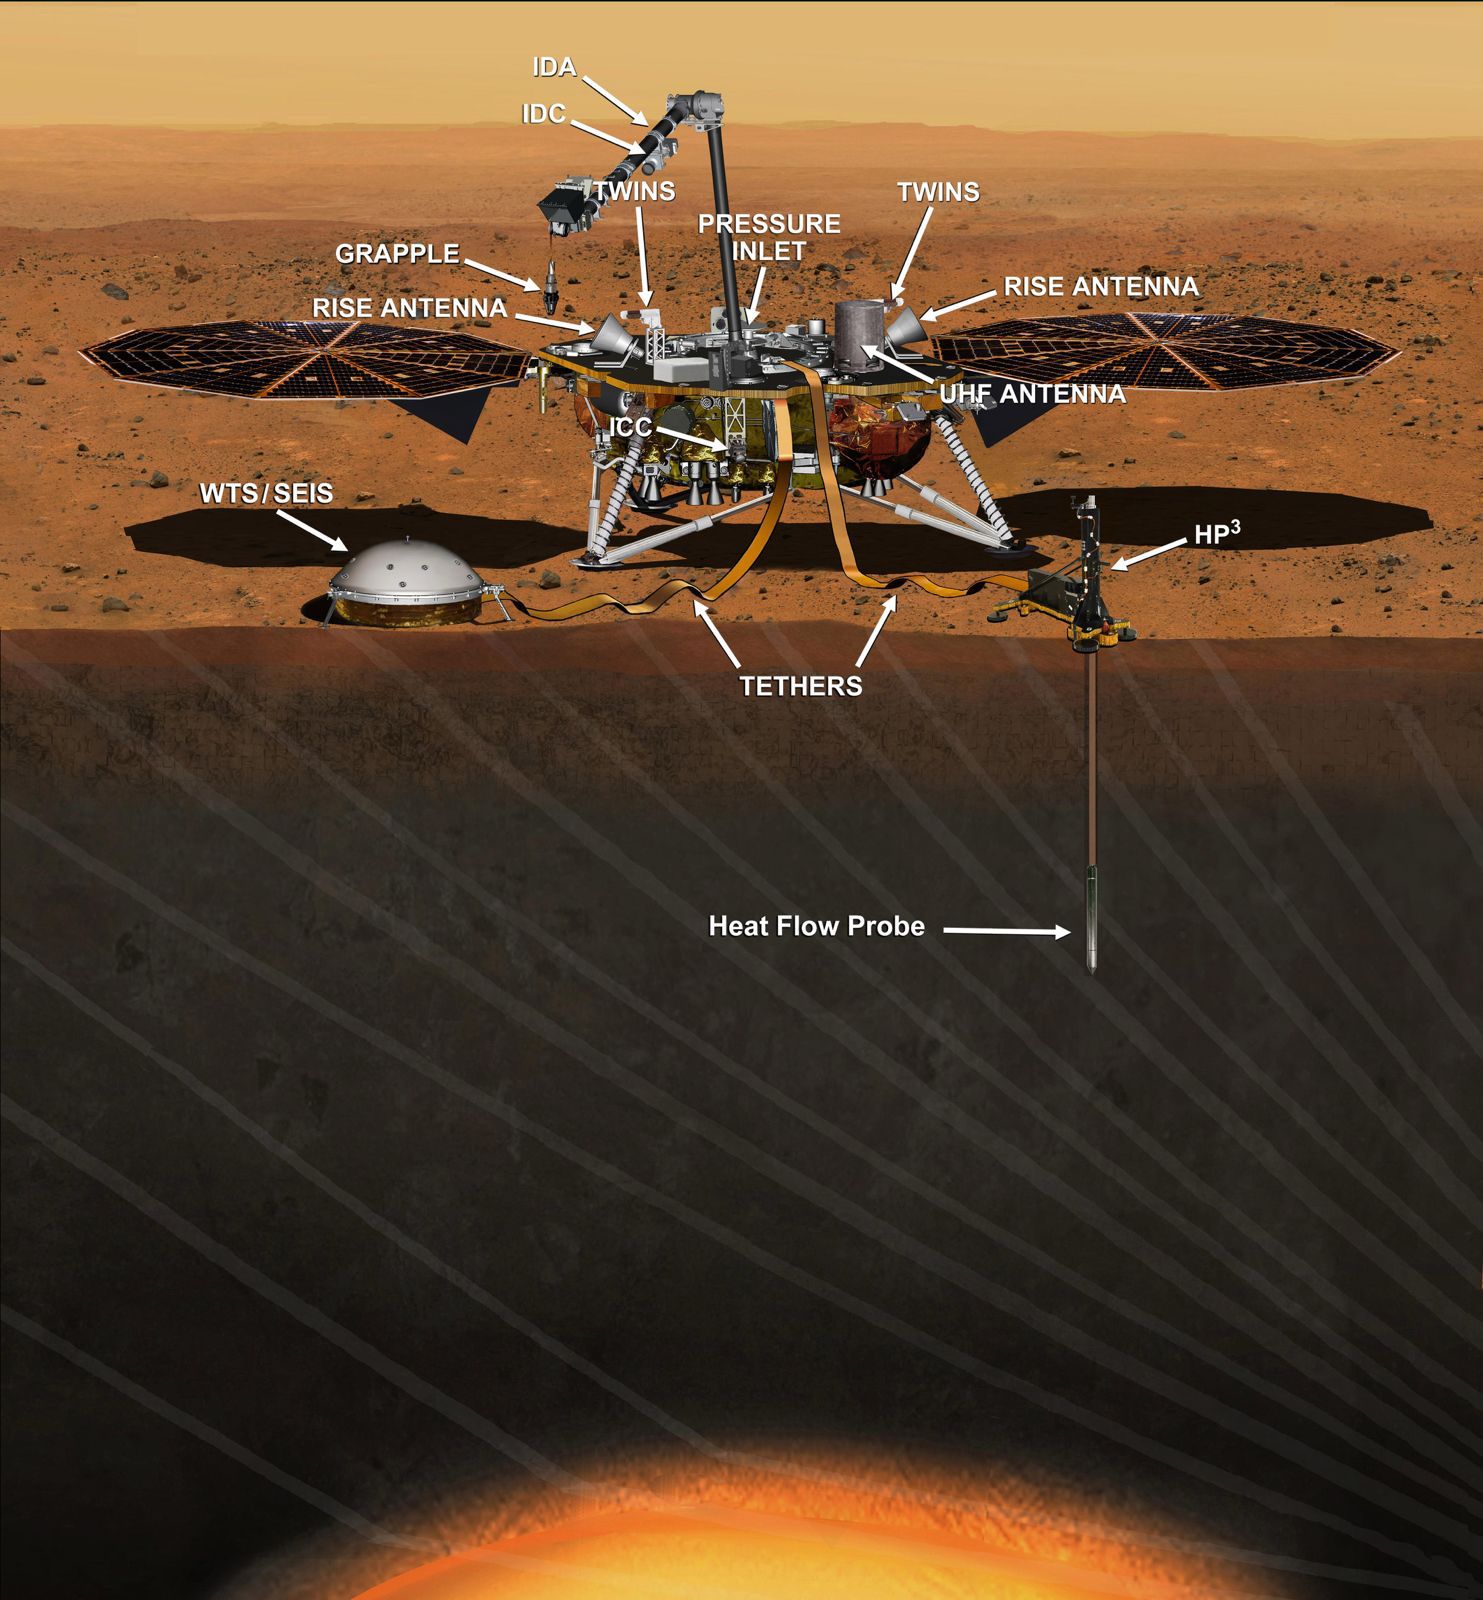 IDA
IDC
TWINS
TWINS
PRESSURE
INLET
GRAPPLE
RISE ANTENNA
RISE ANTENNA
UHF ANTENNA
ICC
WTS/SEIS
HP³
TETHERS
Heat Flow Probe